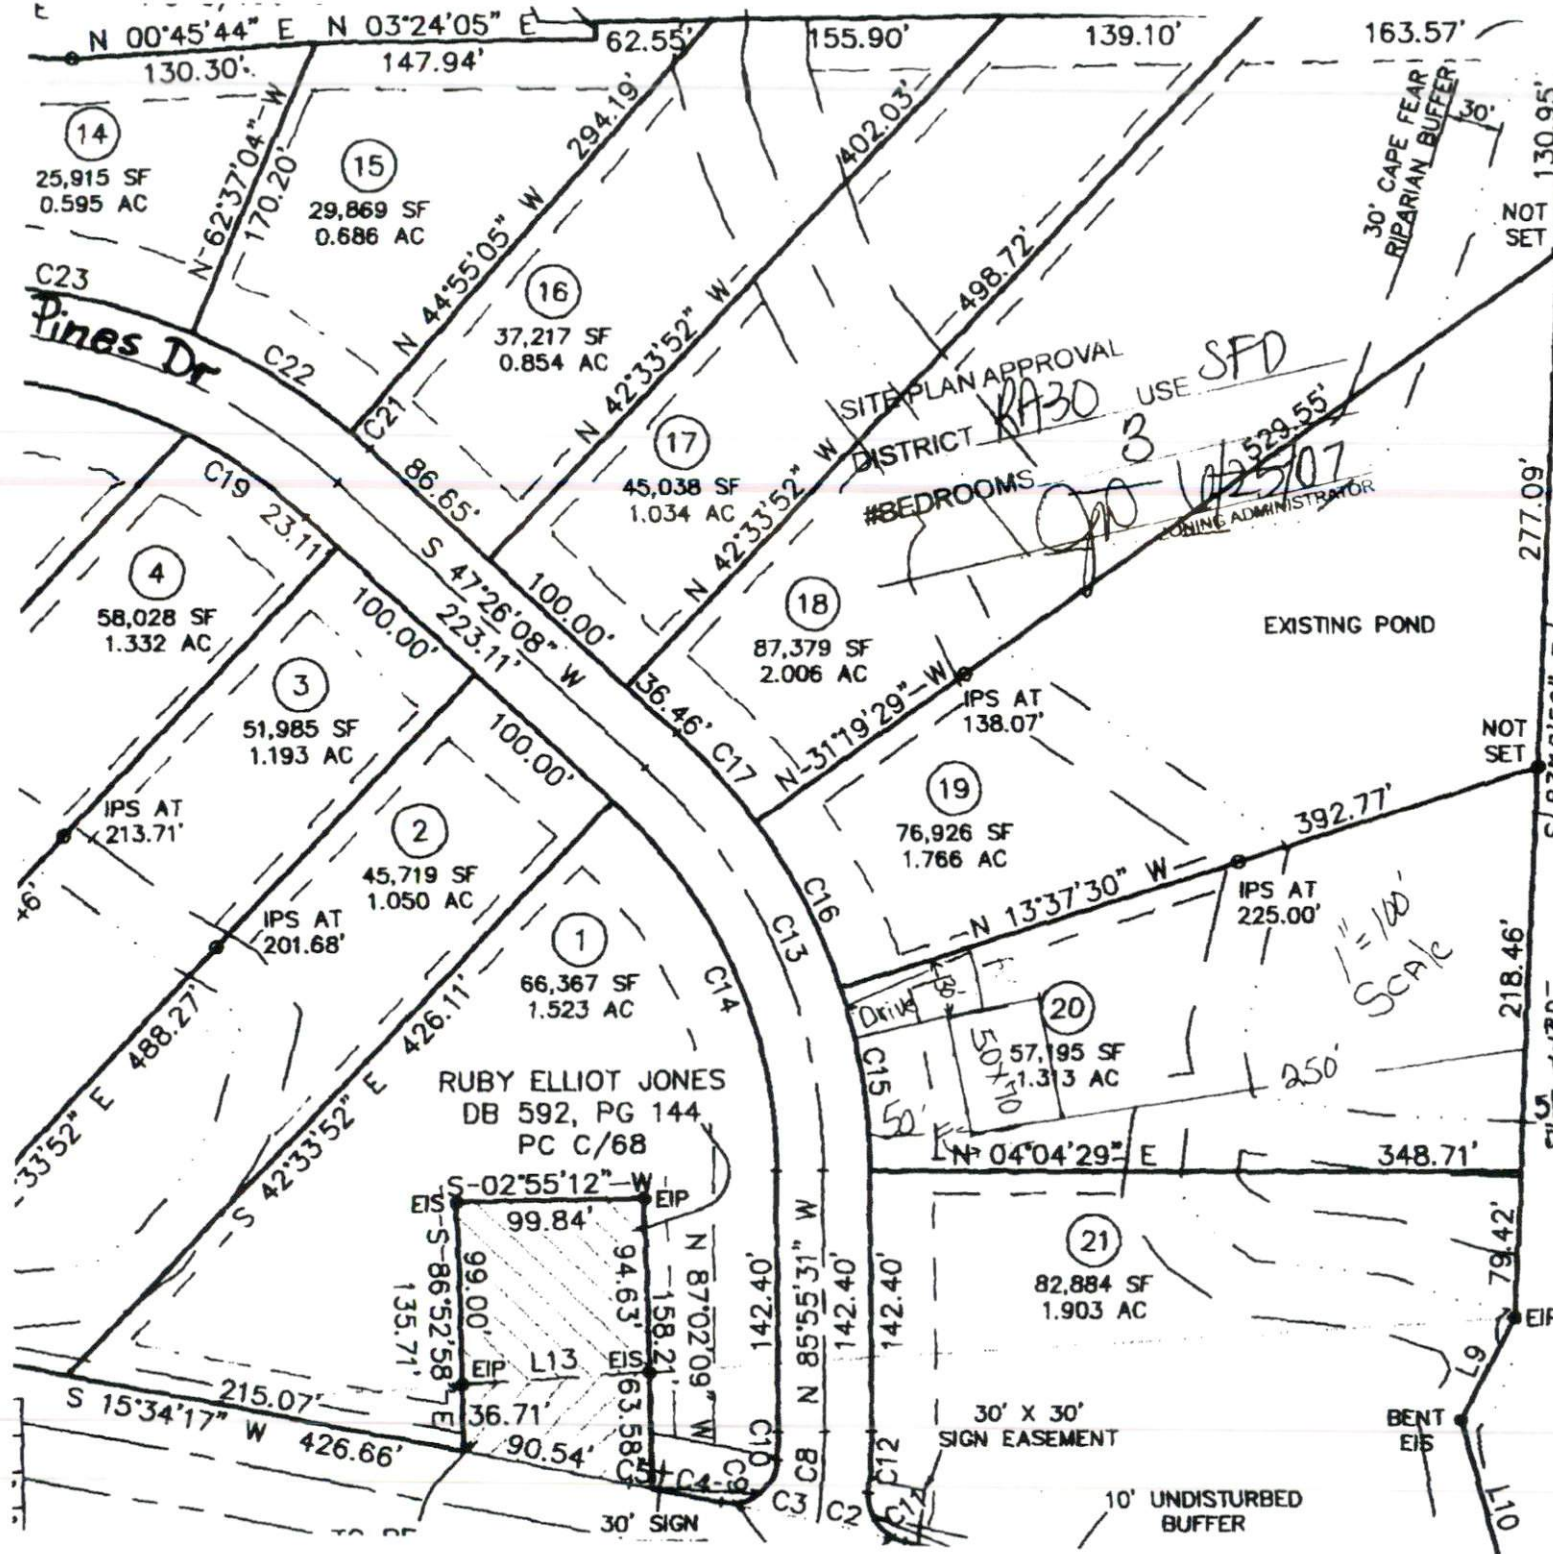 N 00°45'44" E
130.30'
N 03°24'05" E
147.94'
62.55'
155.90'
139.10'
163.57'
130.95'
30' CAPE FEAR
RIPARIAN BUFFER
30'
NOT
SET
14
25,915 SF
0.595 AC
N-62°37'04"-W
170.20'
15
29,869 SF
0.686 AC
294.19'
N 44°55'05" W
402.03'
16
37,217 SF
0.854 AC
N 42°33'52" W
498.72'
C23
Pines Dr
C22
C21
17
45,038 SF
1.034 AC
N 42°33'52" W
SITE PLAN APPROVAL
DISTRICT RA30 USE SFD
#BEDROOMS 3
529.55'
ZONING ADMINISTRATOR
277.09'
C19
23.11'
86.65'
S 47°26'08" W
223.11'
4
58,028 SF
1.332 AC
100.00'
100.00'
18
87,379 SF
2.006 AC
EXISTING POND
3
51,985 SF
1.193 AC
100.00'
36.46'
C17
N-31°19'29"-W
IPS AT
138.07'
NOT
SET
IPS AT
213.71'
2
45,719 SF
1.050 AC
19
76,926 SF
1.766 AC
392.77'
C16
N 13°37'30" W
IPS AT
225.00'
1"=100'
Scale
218.46'
IPS AT
201.68'
1
66,367 SF
1.523 AC
C13
C14
Drive
30'
20
57,195 SF
1.313 AC
50x70
C15
50'
250'
488.27'
426.11'
33'52" E
S 42°33'52" E
RUBY ELLIOT JONES
DB 592, PG 144
PC C/68
N 04°04'29" E
348.71'
S-02°55'12"-W
EIS
EIP
99.84'
S-86°52'58" E
135.71'
99.00'
94.63'
158.21'
N 87°02'09" W
142.40'
N 85°55'31" W
142.40'
142.40'
21
82,884 SF
1.903 AC
79.42'
EIP
L9
EIP
L13
EIS
S 15°34'17" W
215.07'
426.66'
36.71'
90.54'
63.58'
C5
C4
C9
C10
C3
C8
C2
C12
C11
30' X 30'
SIGN EASEMENT
BENT
EIS
L10
30' SIGN
10' UNDISTURBED
BUFFER